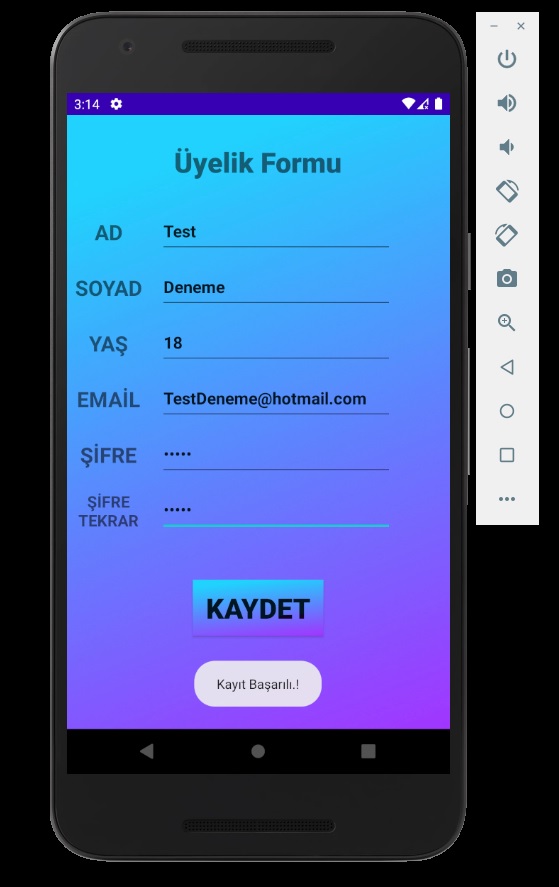 3:14
Üyelik Formu
AD
Test
SOYAD
Deneme
YAŞ
18
EMAİL
TestDeneme@hotmail.com
ŞİFRE
•••••
ŞİFRE
TEKRAR
•••••
KAYDET
Kayıt Başarılı.!